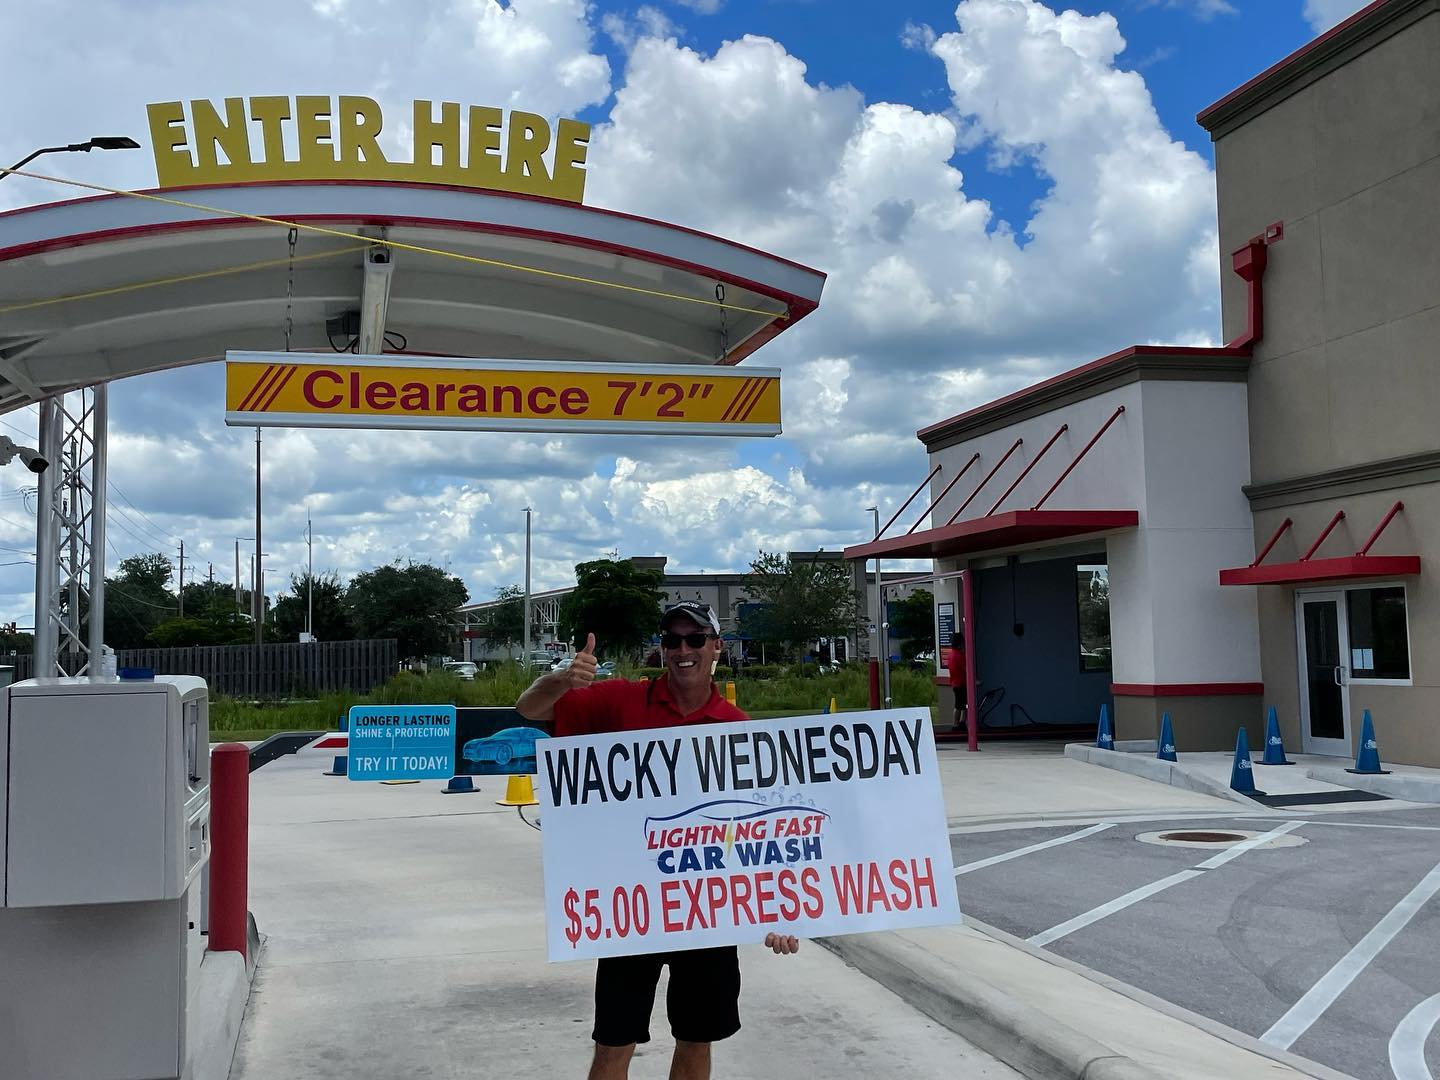 ENTER HERE
Clearance 7'2"
LONGER LASTING
SHINE & PROTECTION
TRY IT TODAY!
WACKY WEDNESDAY
LIGHTNING FAST
CAR WASH
$5.00 EXPRESS WASH